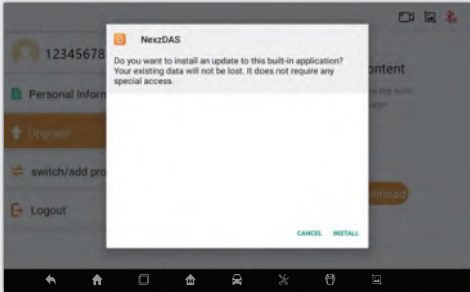 NexzDAS
Do you want to install an update to this built-in application?
Your existing data will not be lost. It does not require any
special access.
CANCEL INSTALL
12345678
Personal Inform
Upgrade
switch/add pro
Logout
ontent